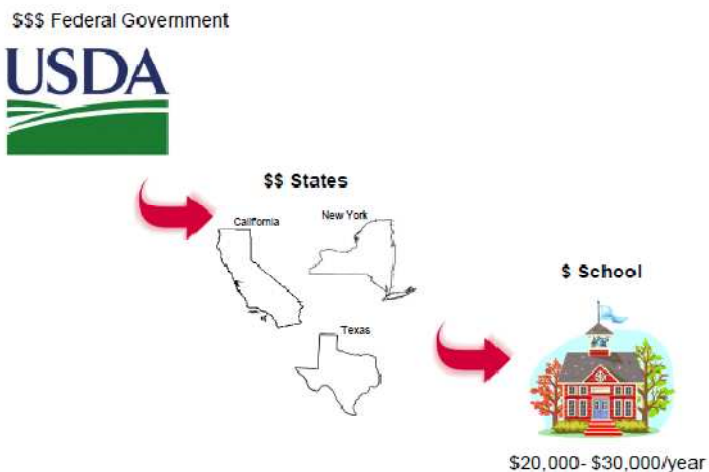 $$$ Federal Government
USDA
$$ States
California
New York
Texas
$ School
$20,000- $30,000/year